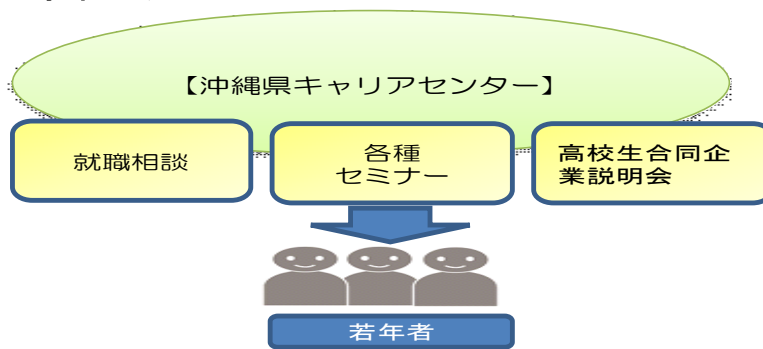 【沖縄県キャリアセンター】
就職相談
各種
セミナー
高校生合同企
業説明会
若年者